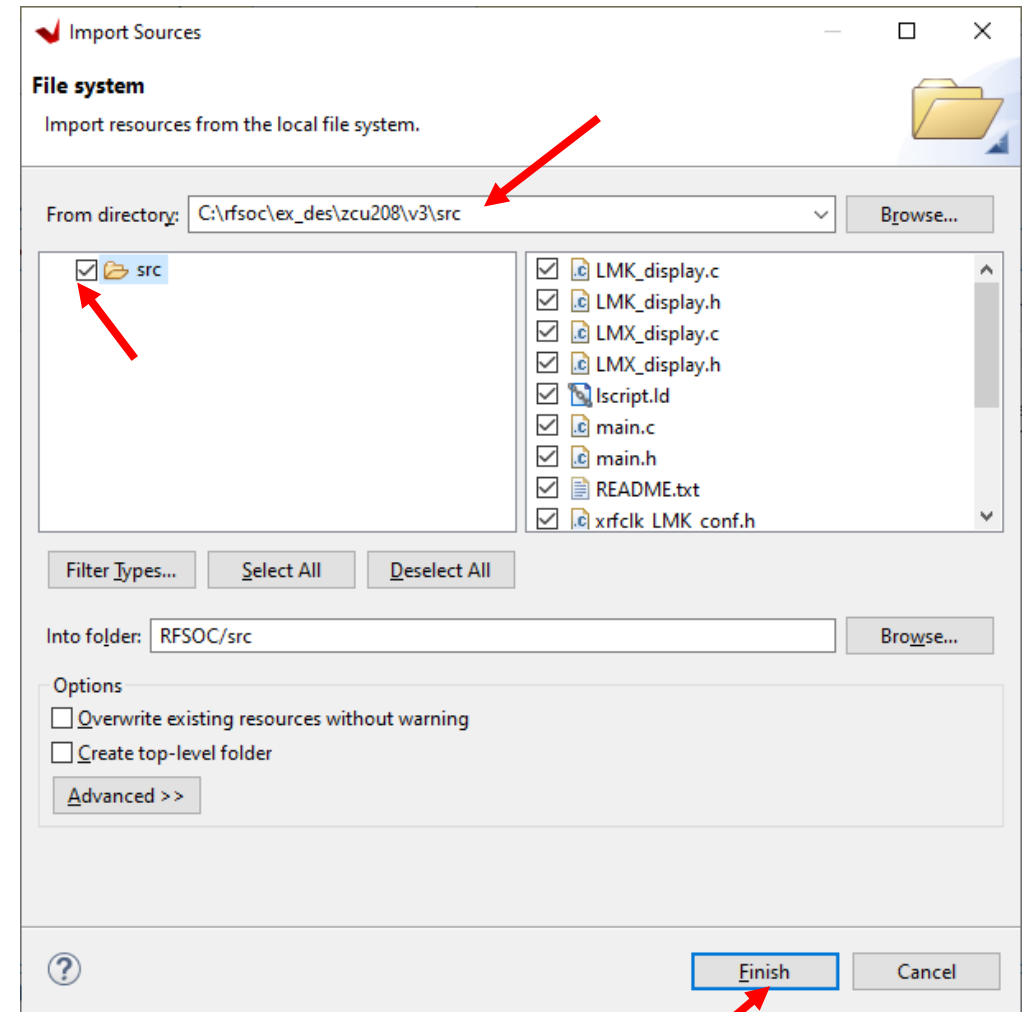 Import Sources
File system
Import resources from the local file system.
From directory: C:\rfsoc\ex_des\zcu208\v3\src Browse...
src
LMK_display.c
LMK_display.h
LMX_display.c
LMX_display.h
lscript.ld
main.c
main.h
README.txt
xrfclk_LMK_conf.h
Filter Types... Select All Deselect All
Into folder: RFSOC/src Browse...
Options
Overwrite existing resources without warning
Create top-level folder
Advanced >>
? Finish Cancel